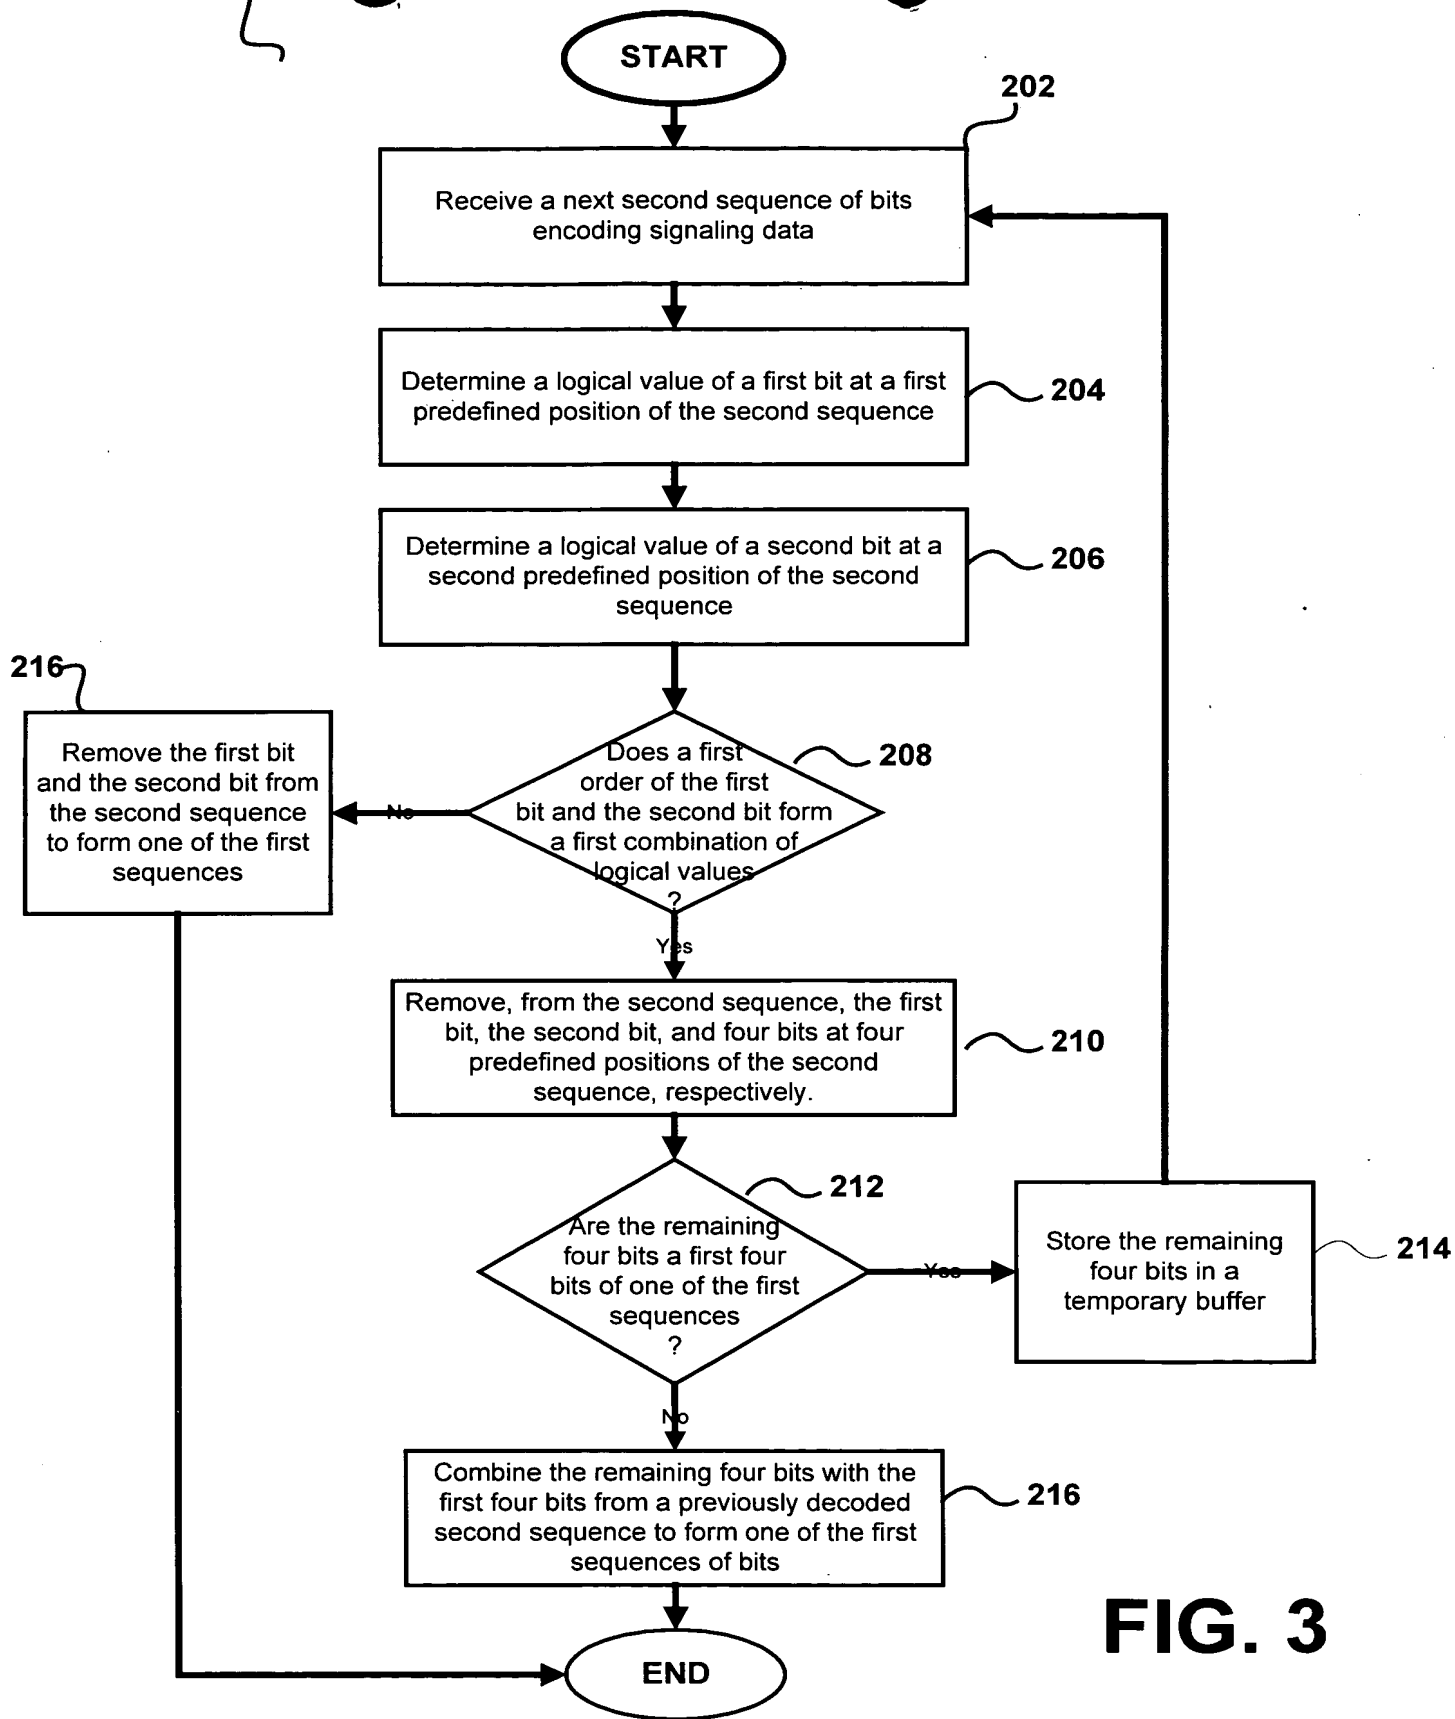 START
202
Receive a next second sequence of bits
encoding signaling data
Determine a logical value of a first bit at a first
predefined position of the second sequence
204
Determine a logical value of a second bit at a
second predefined position of the second
sequence
206
216
Remove the first bit
and the second bit from
the second sequence
to form one of the first
sequences
No
Does a first
order of the first
bit and the second bit form
a first combination of
logical values
?
208
Yes
Remove, from the second sequence, the first
bit, the second bit, and four bits at four
predefined positions of the second
sequence, respectively.
210
212
Are the remaining
four bits a first four
bits of one of the first
sequences
?
Yes
Store the remaining
four bits in a
temporary buffer
214
No
Combine the remaining four bits with the
first four bits from a previously decoded
second sequence to form one of the first
sequences of bits
216
END
FIG. 3